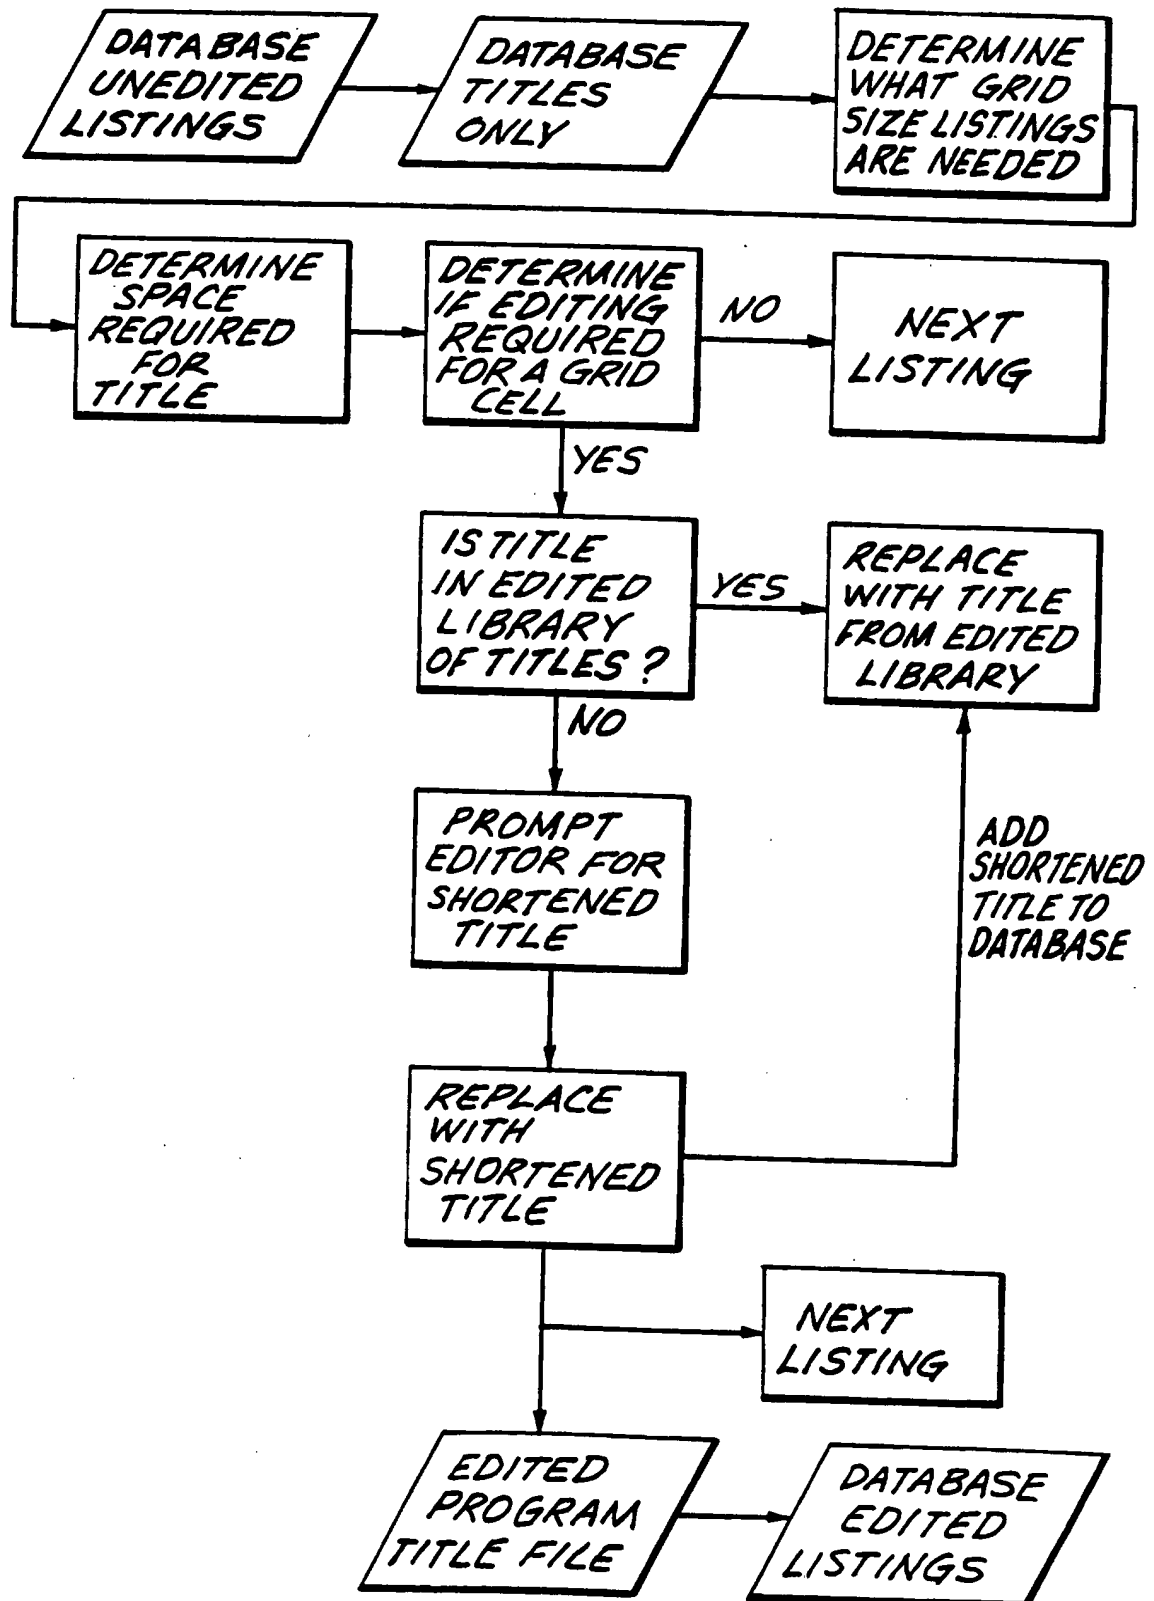 DATABASE
UNEDITED
LISTINGS
DATABASE
TITLES
ONLY
DETERMINE
WHAT GRID
SIZE LISTINGS
ARE NEEDED
DETERMINE
SPACE
REQUIRED
FOR
TITLE
DETERMINE
IF EDITING
REQUIRED
FOR A GRID
CELL
NO
NEXT
LISTING
YES
IS TITLE
IN EDITED
LIBRARY
OF TITLES ?
YES
REPLACE
WITH TITLE
FROM EDITED
LIBRARY
NO
PROMPT
EDITOR FOR
SHORTENED
TITLE
ADD
SHORTENED
TITLE TO
DATABASE
REPLACE
WITH
SHORTENED
TITLE
NEXT
LISTING
EDITED
PROGRAM
TITLE FILE
DATABASE
EDITED
LISTINGS